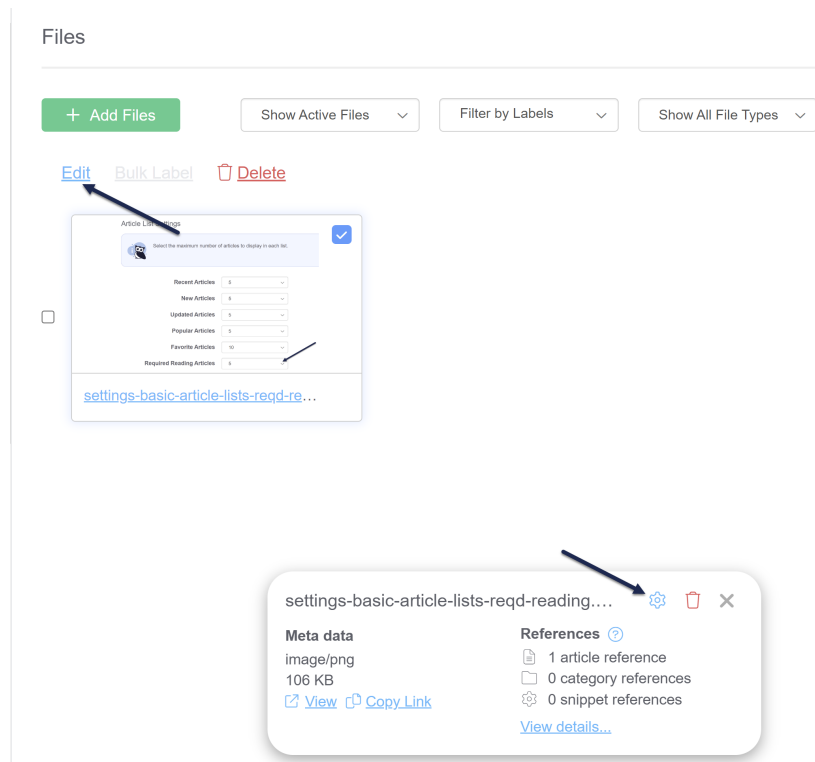 Files
+ Add Files
Show Active Files
Filter by Labels
Show All File Types
Edit Bulk Label Delete
Article List Settings
Select the maximum number of articles to display in each list.
Recent Articles 5
New Articles 5
Updated Articles 5
Popular Articles 5
Favorite Articles 10
Required Reading Articles 5
settings-basic-article-lists-reqd-re...
settings-basic-article-lists-reqd-reading....
Meta data
image/png
106 KB
View Copy Link
References ?
1 article reference
0 category references
0 snippet references
View details...